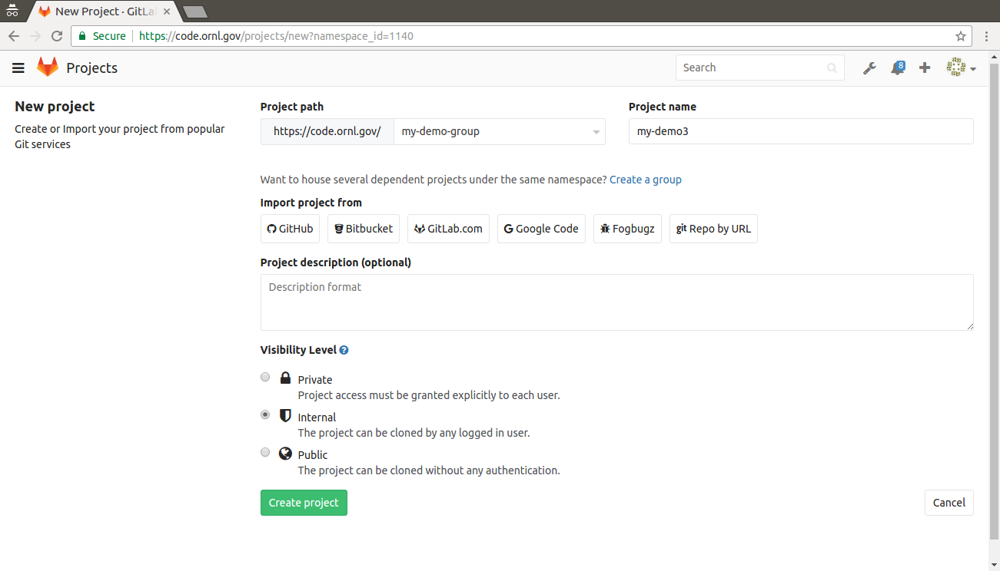 New Project · GitLa
Secure
https://code.ornl.gov/projects/new?namespace_id=1140
Projects
Search
8
New project
Create or Import your project from popular
Git services
Project path
Project name
https://code.ornl.gov/
my-demo-group
my-demo3
Want to house several dependent projects under the same namespace? Create a group
Import project from
GitHub
Bitbucket
GitLab.com
G Google Code
Fogbugz
git Repo by URL
Project description (optional)
Description format
Visibility Level ?
Private
Project access must be granted explicitly to each user.
Internal
The project can be cloned by any logged in user.
Public
The project can be cloned without any authentication.
Create project
Cancel